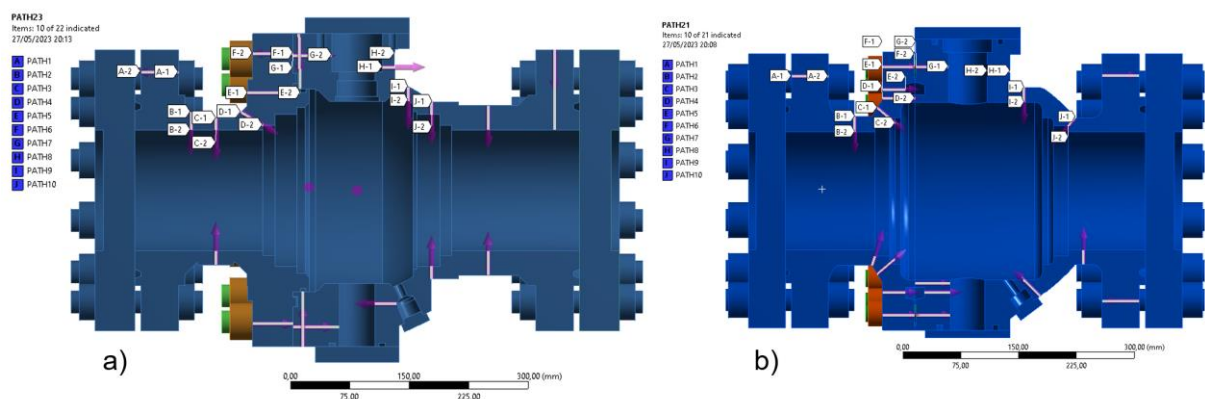 PATH23
Items: 10 of 22 indicated
27/05/2023 20:13
A PATH1
B PATH2
C PATH3
D PATH4
E PATH5
F PATH6
G PATH7
H PATH8
I PATH9
J PATH10
F-2 F-1 G-2 H-2
G-1 H-1
A-2 A-1
E-1 E-2
I-1
I-2 J-1
B-1 C-1 D-1
B-2 D-2 J-2
C-2
a)
0,00 150,00 300,00 (mm)
75,00 225,00
PATH21
Items: 10 of 21 indicated
27/05/2023 20:08
A PATH1
B PATH2
C PATH3
D PATH4
E PATH5
F PATH6
G PATH7
H PATH8
I PATH9
J PATH10
F-1 G-2
F-2
E-1 G-1
A-1 A-2 E-2 H-2 H-1
D-1 I-1
D-2 I-2
C-1
B-1 C-2 J-1
B-2 J-2
b)
0,00 150,00 300,00 (mm)
75,00 225,00